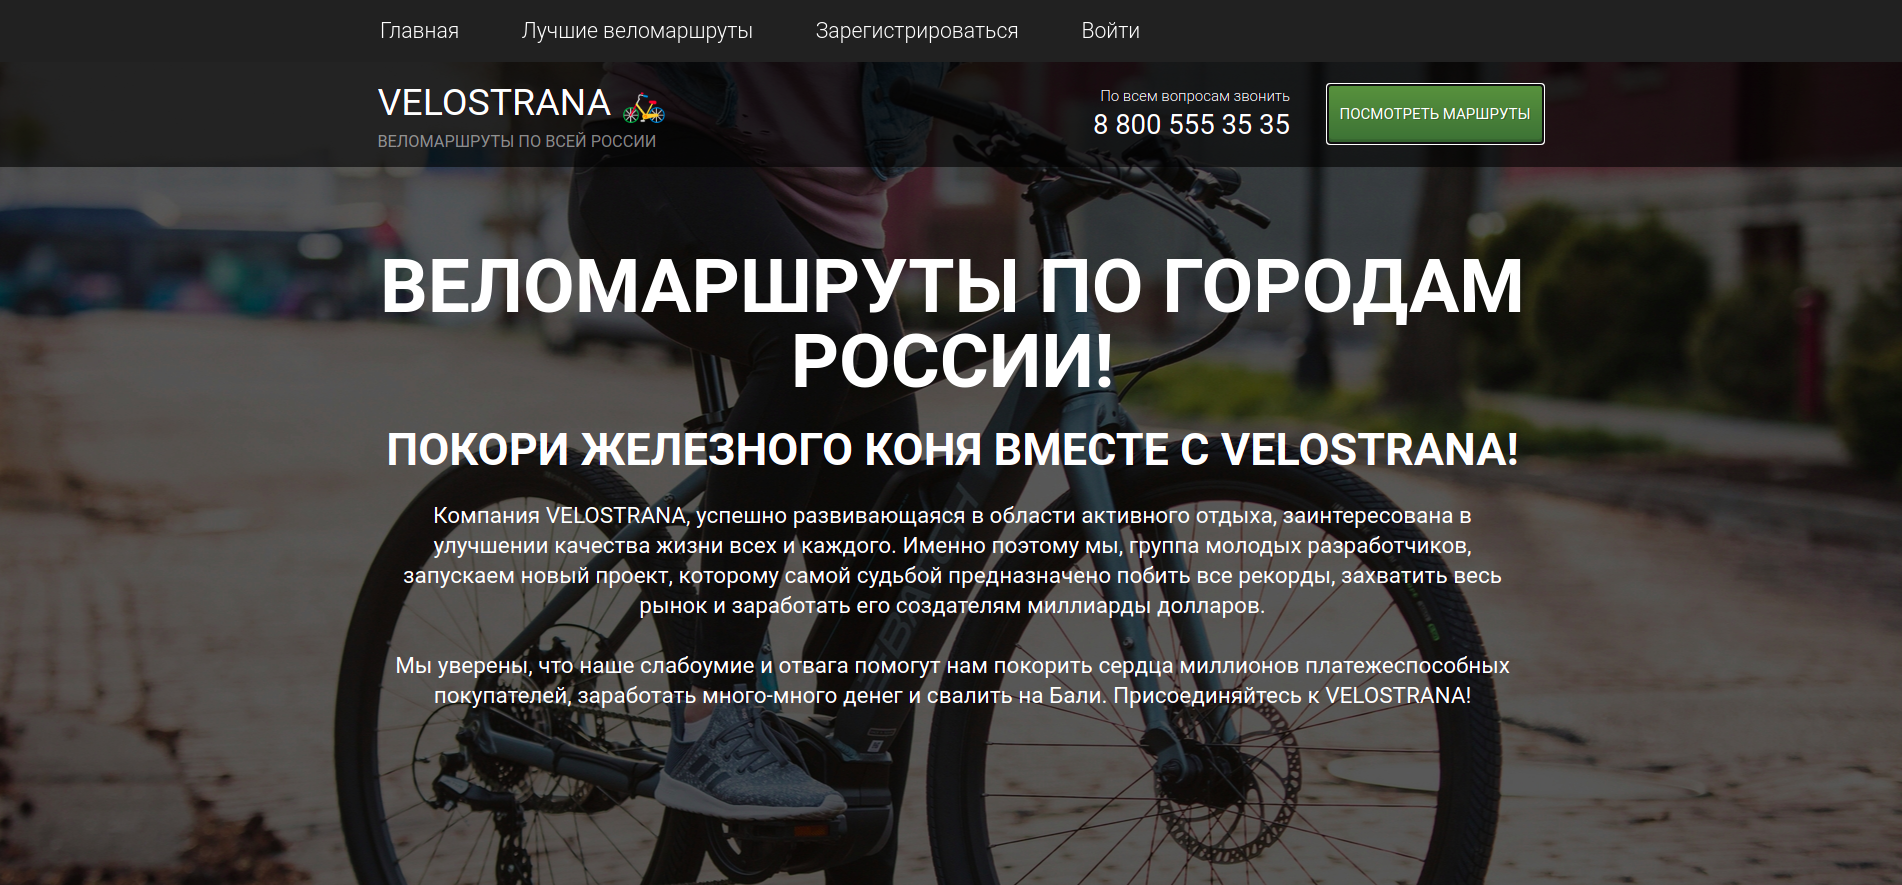 Главная
Лучшие веломаршруты
Зарегистрироваться
Войти
VELOSTRANA
ВЕЛОМАРШРУТЫ ПО ВСЕЙ РОССИИ
По всем вопросам звонить
8 800 555 35 35
ПОСМОТРЕТЬ МАРШРУТЫ
ВЕЛОМАРШРУТЫ ПО ГОРОДАМ
РОССИИ!
ПОКОРИ ЖЕЛЕЗНОГО КОНЯ ВМЕСТЕ С VELOSTRANA!
Компания VELOSTRANA, успешно развивающаяся в области активного отдыха, заинтересована в
улучшении качества жизни всех и каждого. Именно поэтому мы, группа молодых разработчиков,
запускаем новый проект, которому самой судьбой предназначено побить все рекорды, захватить весь
рынок и заработать его создателям миллиарды долларов.
Мы уверены, что наше слабоумие и отвага помогут нам покорить сердца миллионов платежеспособных
покупателей, заработать много-много денег и свалить на Бали. Присоединяйтесь к VELOSTRANA!